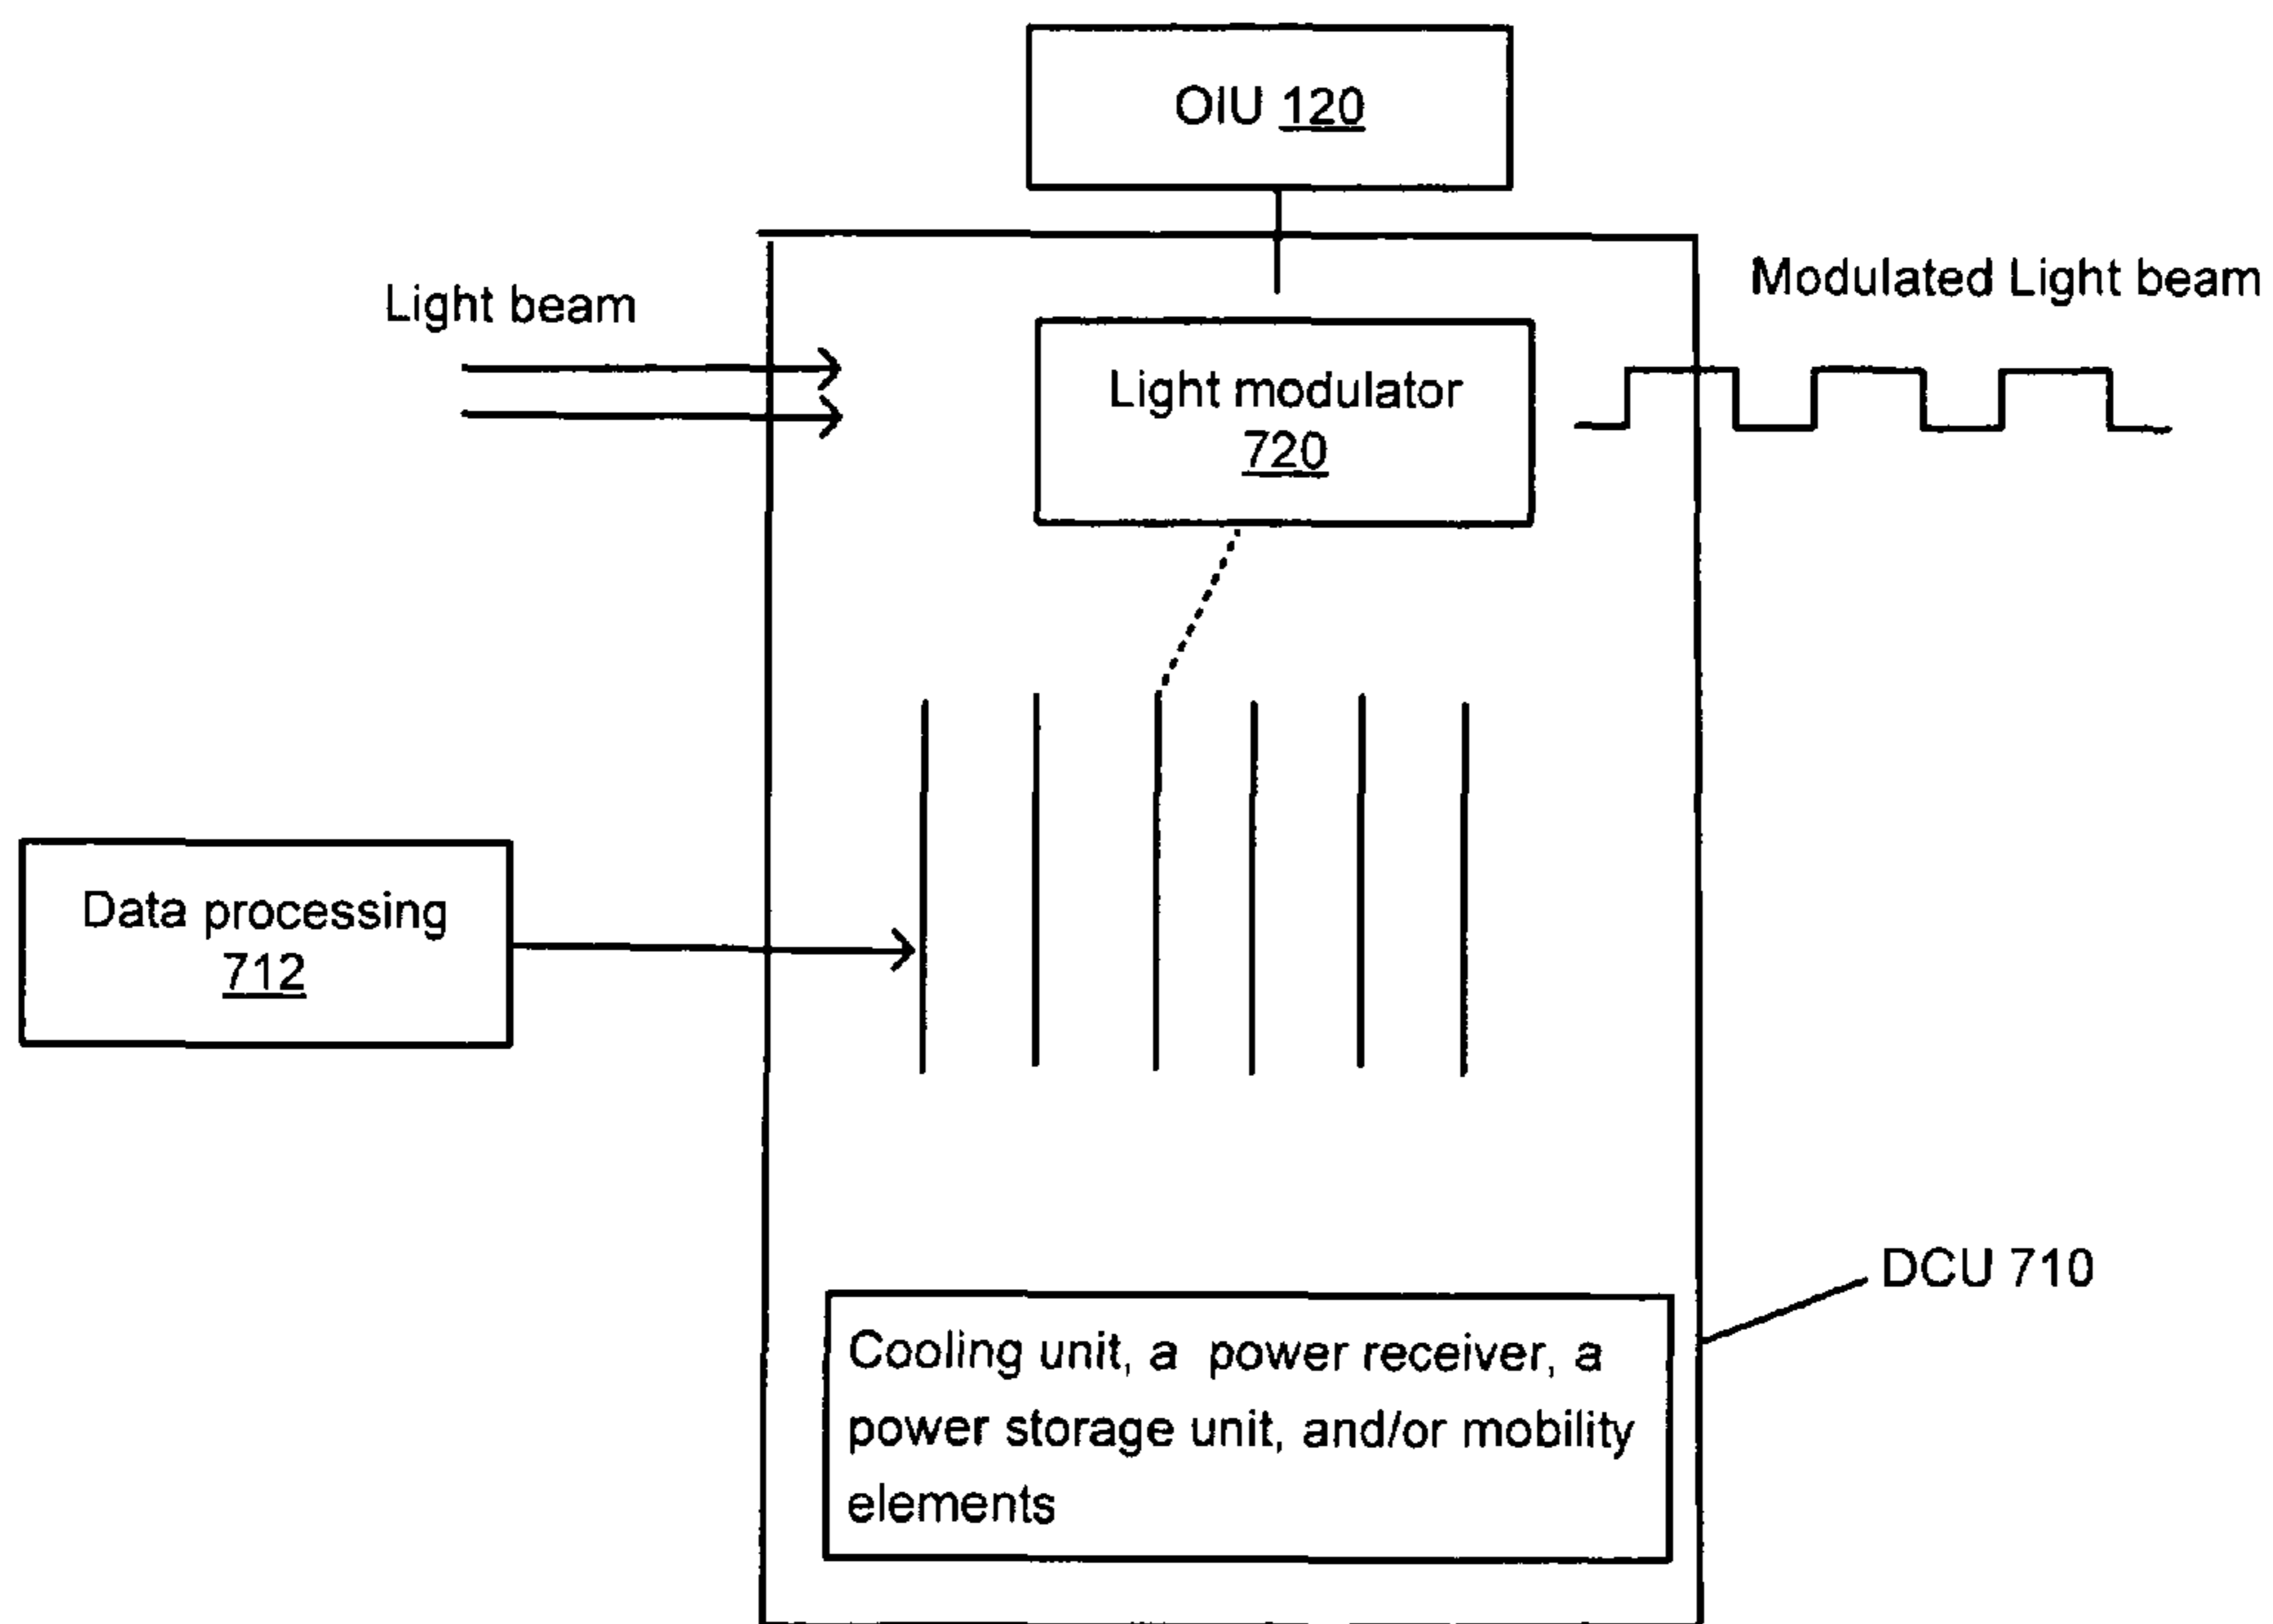 OIU 120
Light beam
Modulated Light beam
Light modulator
720
Data processing
712
DCU 710
Cooling unit, a power receiver, a
power storage unit, and/or mobility
elements